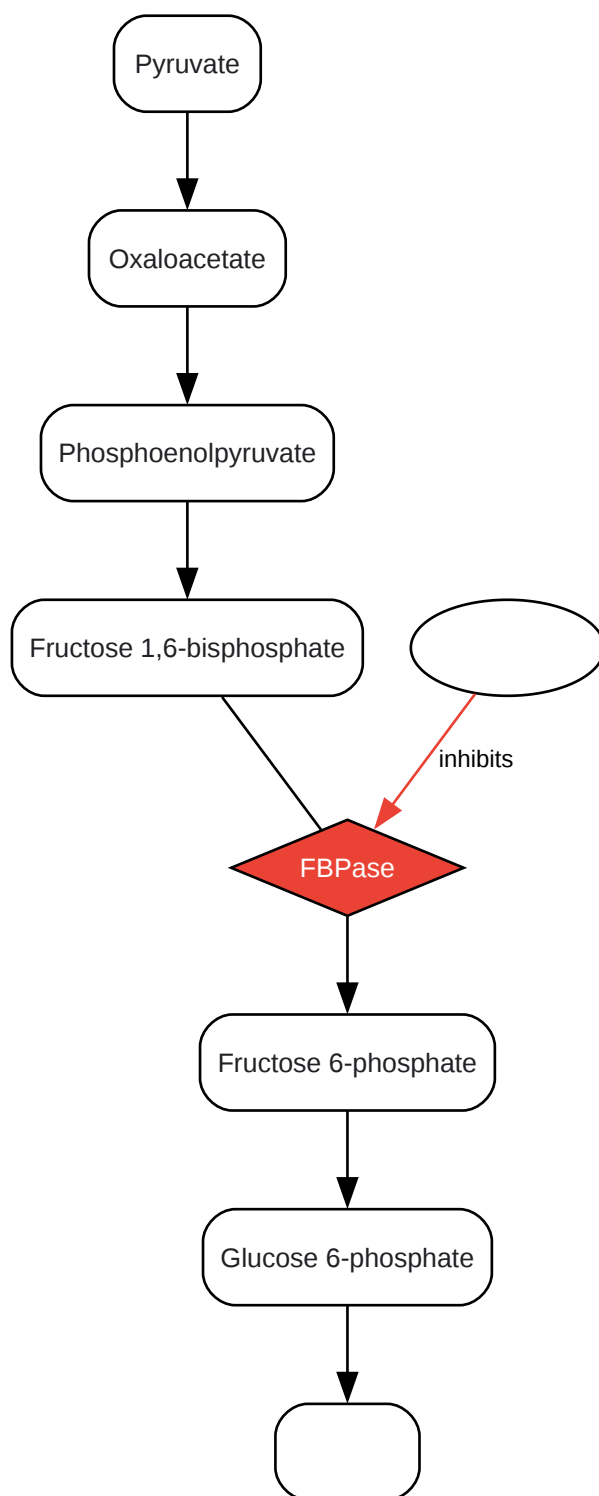 Pyruvate
Oxaloacetate
Phosphoenolpyruvate
Fructose 1,6-bisphosphate
inhibits
FBPase
Fructose 6-phosphate
Glucose 6-phosphate